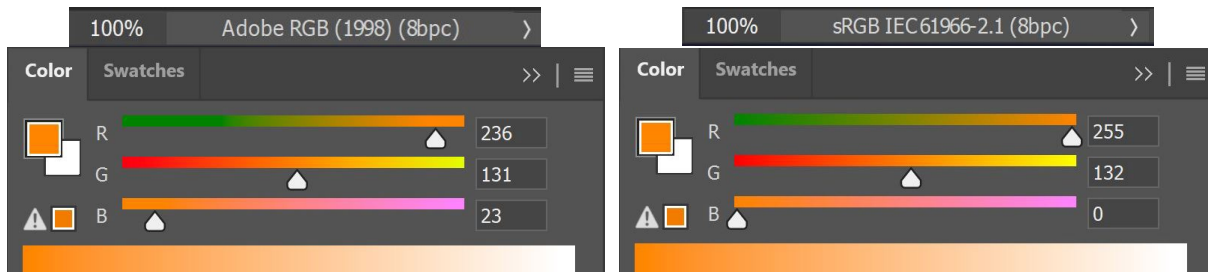 100% Adobe RGB (1998) (8bpc)
Color Swatches
R 236
G 131
B 23
100% sRGB IEC61966-2.1 (8bpc)
Color Swatches
R 255
G 132
B 0